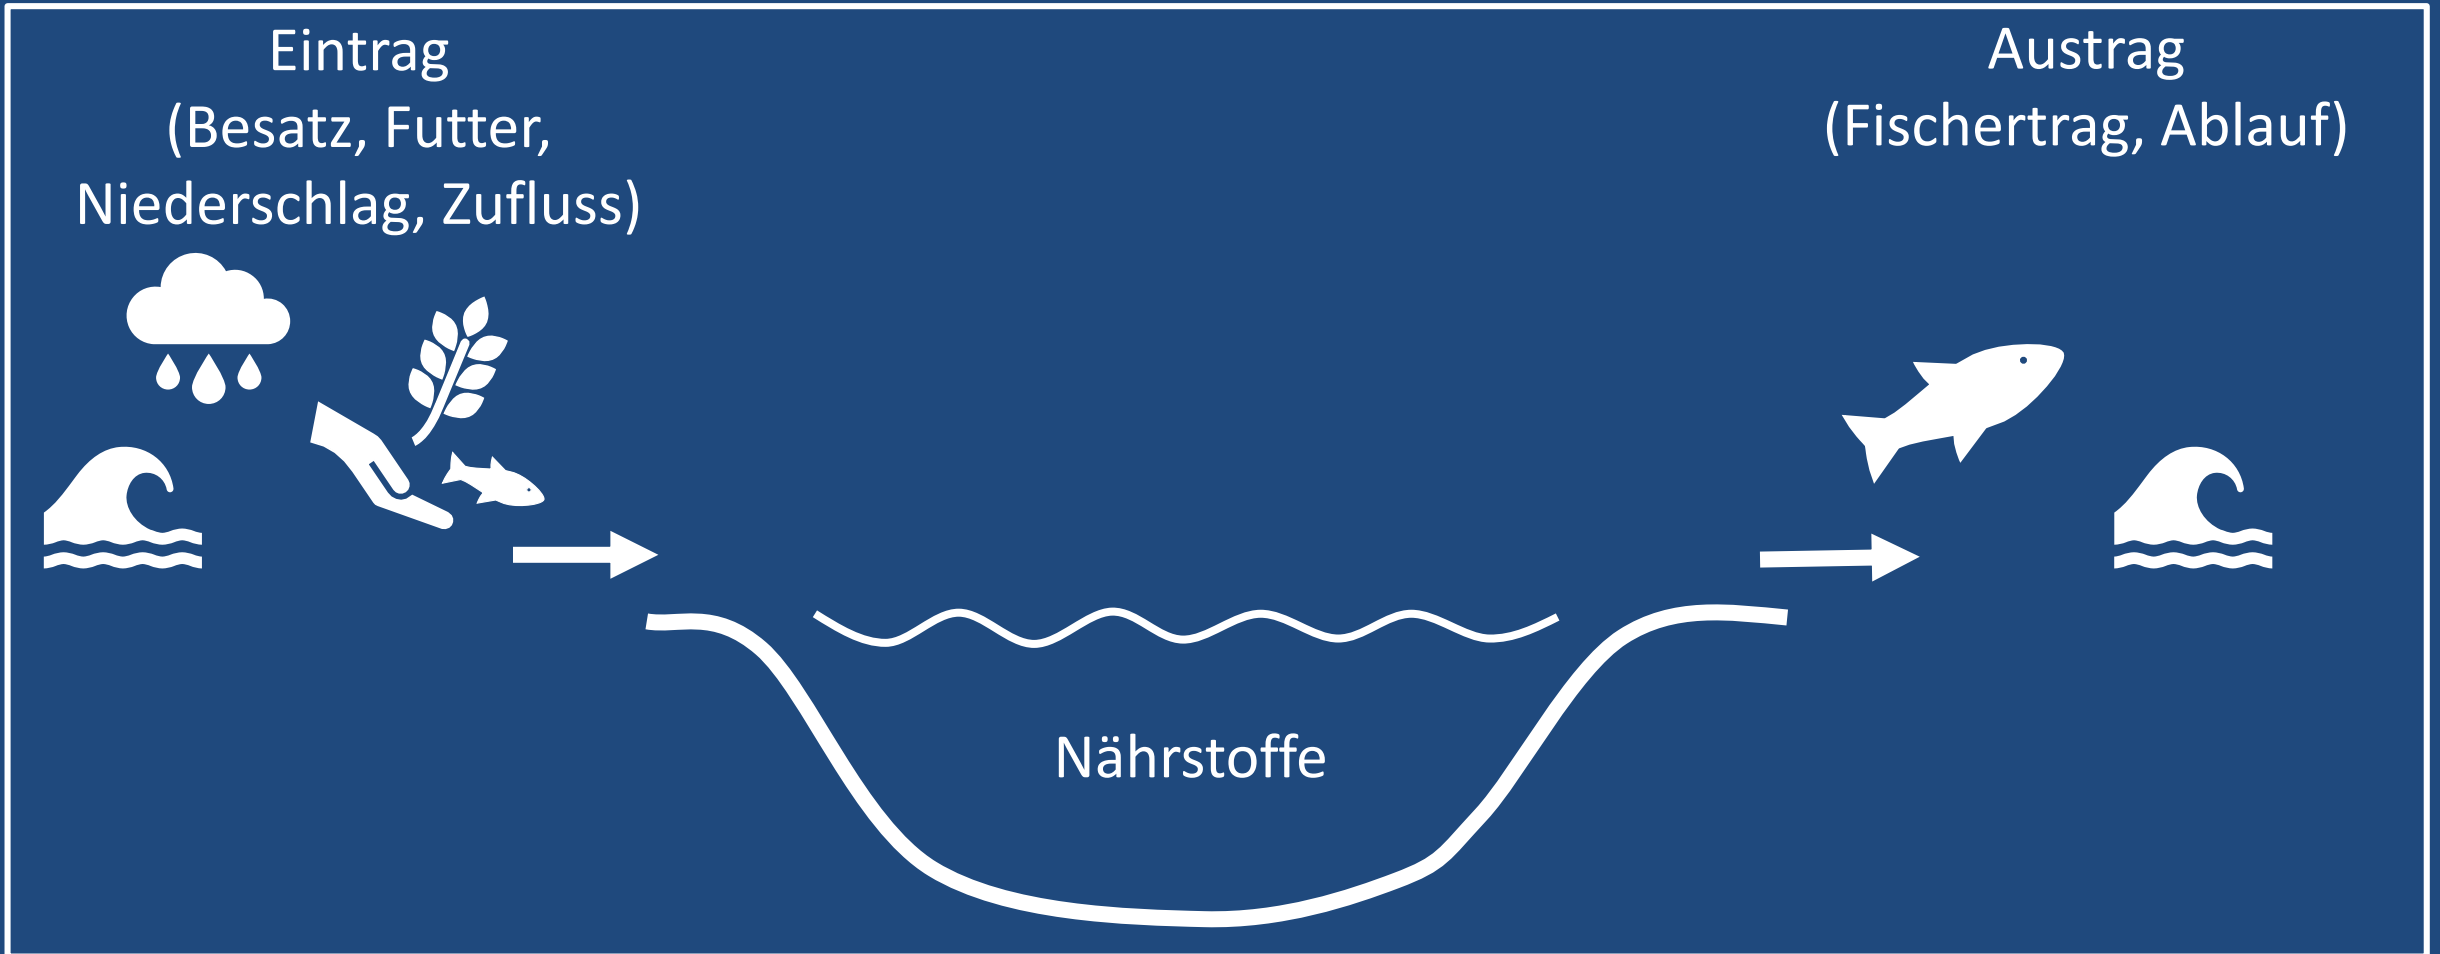 Eintrag
(Besatz, Futter,
Niederschlag, Zufluss)
Austrag
(Fischertrag, Ablauf)
Nährstoffe